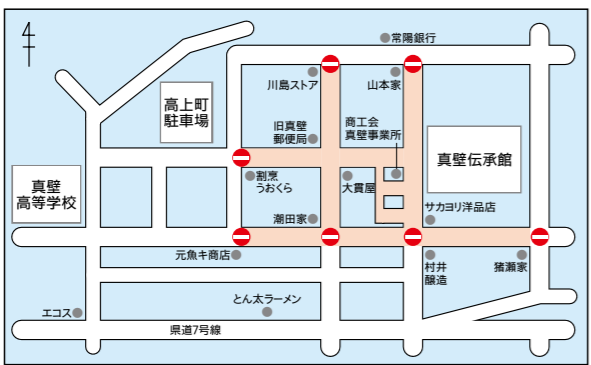 常陽銀行
川島ストア
山本家
高上町
駐車場
旧真壁
郵便局
商工会
真壁事業所
真壁伝承館
真壁
高等学校
割烹
うおくら
大貫屋
サカヨリ洋品店
潮田家
元魚キ商店
村井
醸造
猪瀬家
エコス
とん太ラーメン
県道7号線